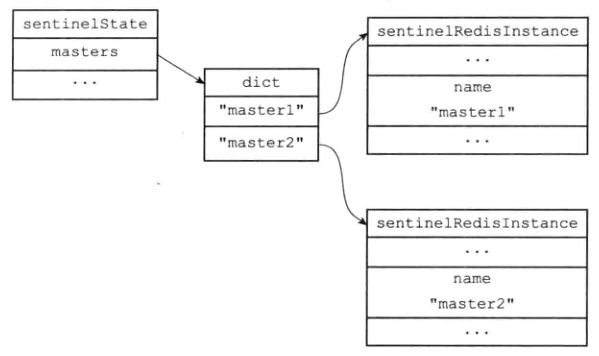 sentinelState
masters
...
dict
"master1"
"master2"
sentinelRedisInstance
...
name
"master1"
...
sentinelRedisInstance
...
name
"master2"
...